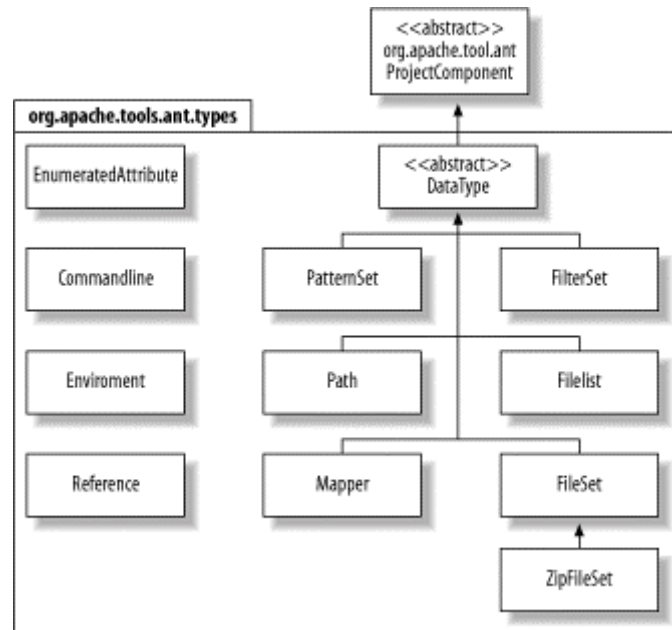 <<abstract>>
org.apache.tool.ant
ProjectComponent
org.apache.tools.ant.types
EnumeratedAttribute
<<abstract>>
DataType
Commandline
PatternSet
FilterSet
Enviroment
Path
Filelist
Reference
Mapper
FileSet
ZipFileSet